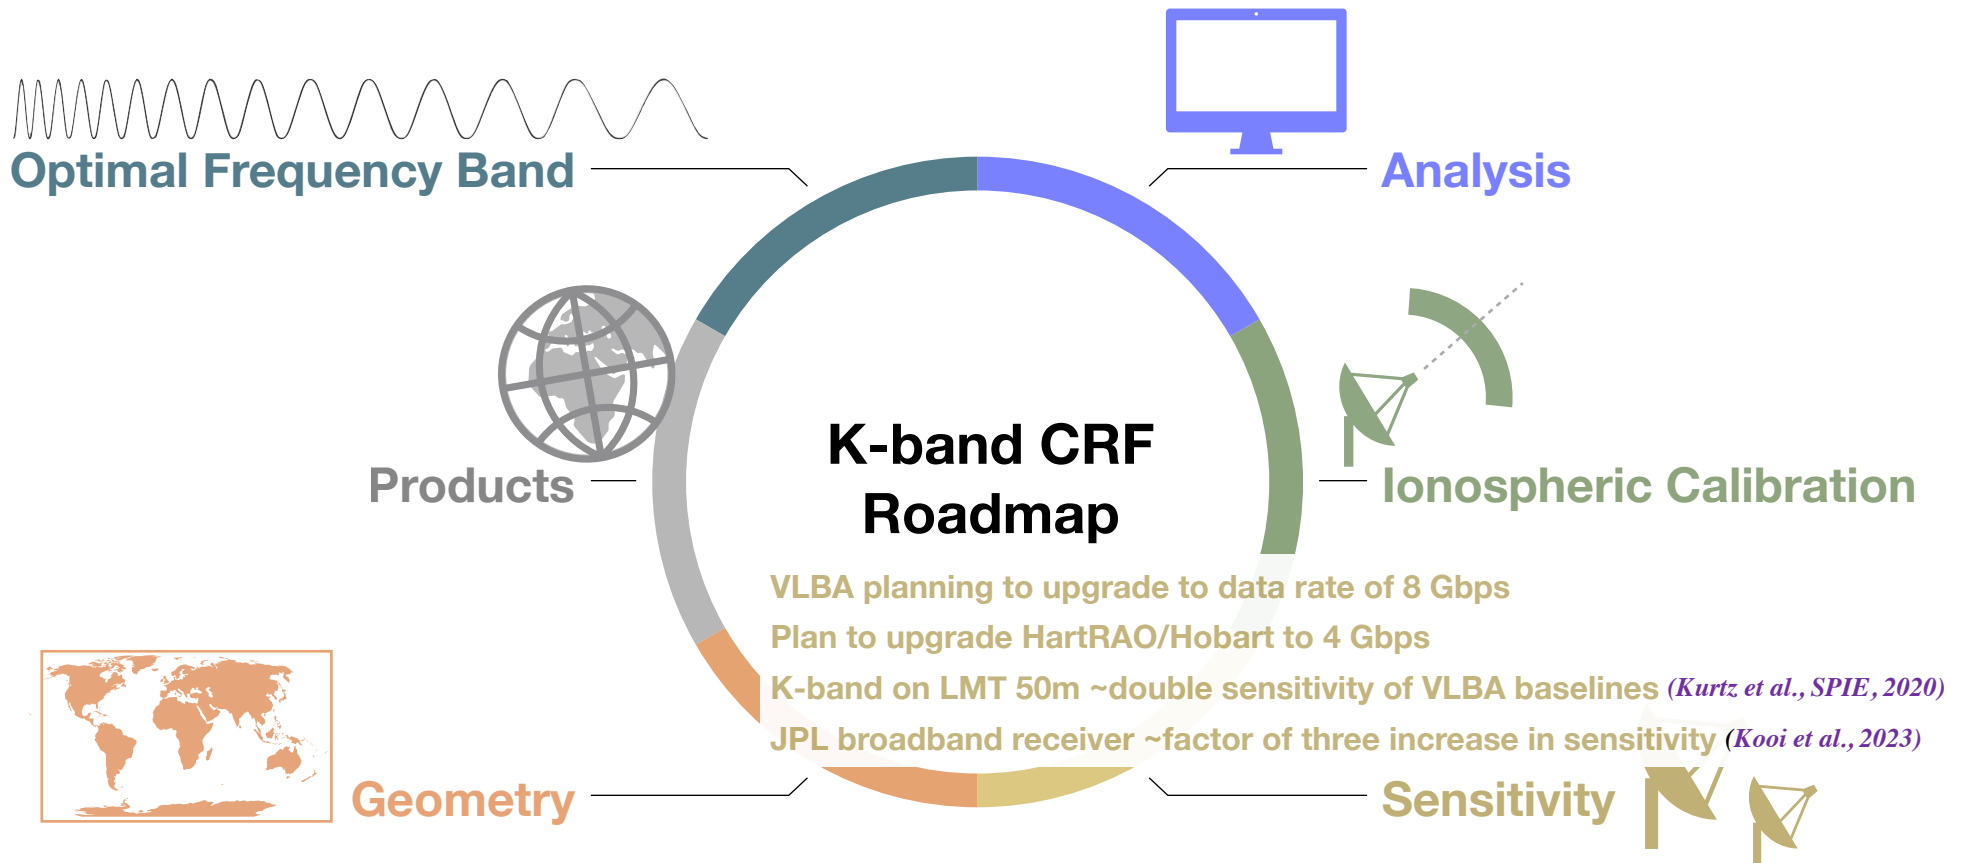 Optimal Frequency Band
Analysis
Products
K-band CRF
Roadmap
Ionospheric Calibration
VLBA planning to upgrade to data rate of 8 Gbps
Plan to upgrade HartRAO/Hobart to 4 Gbps
K-band on LMT 50m ~double sensitivity of VLBA baselines (Kurtz et al., SPIE, 2020)
JPL broadband receiver ~factor of three increase in sensitivity (Kooi et al., 2023)
Geometry
Sensitivity